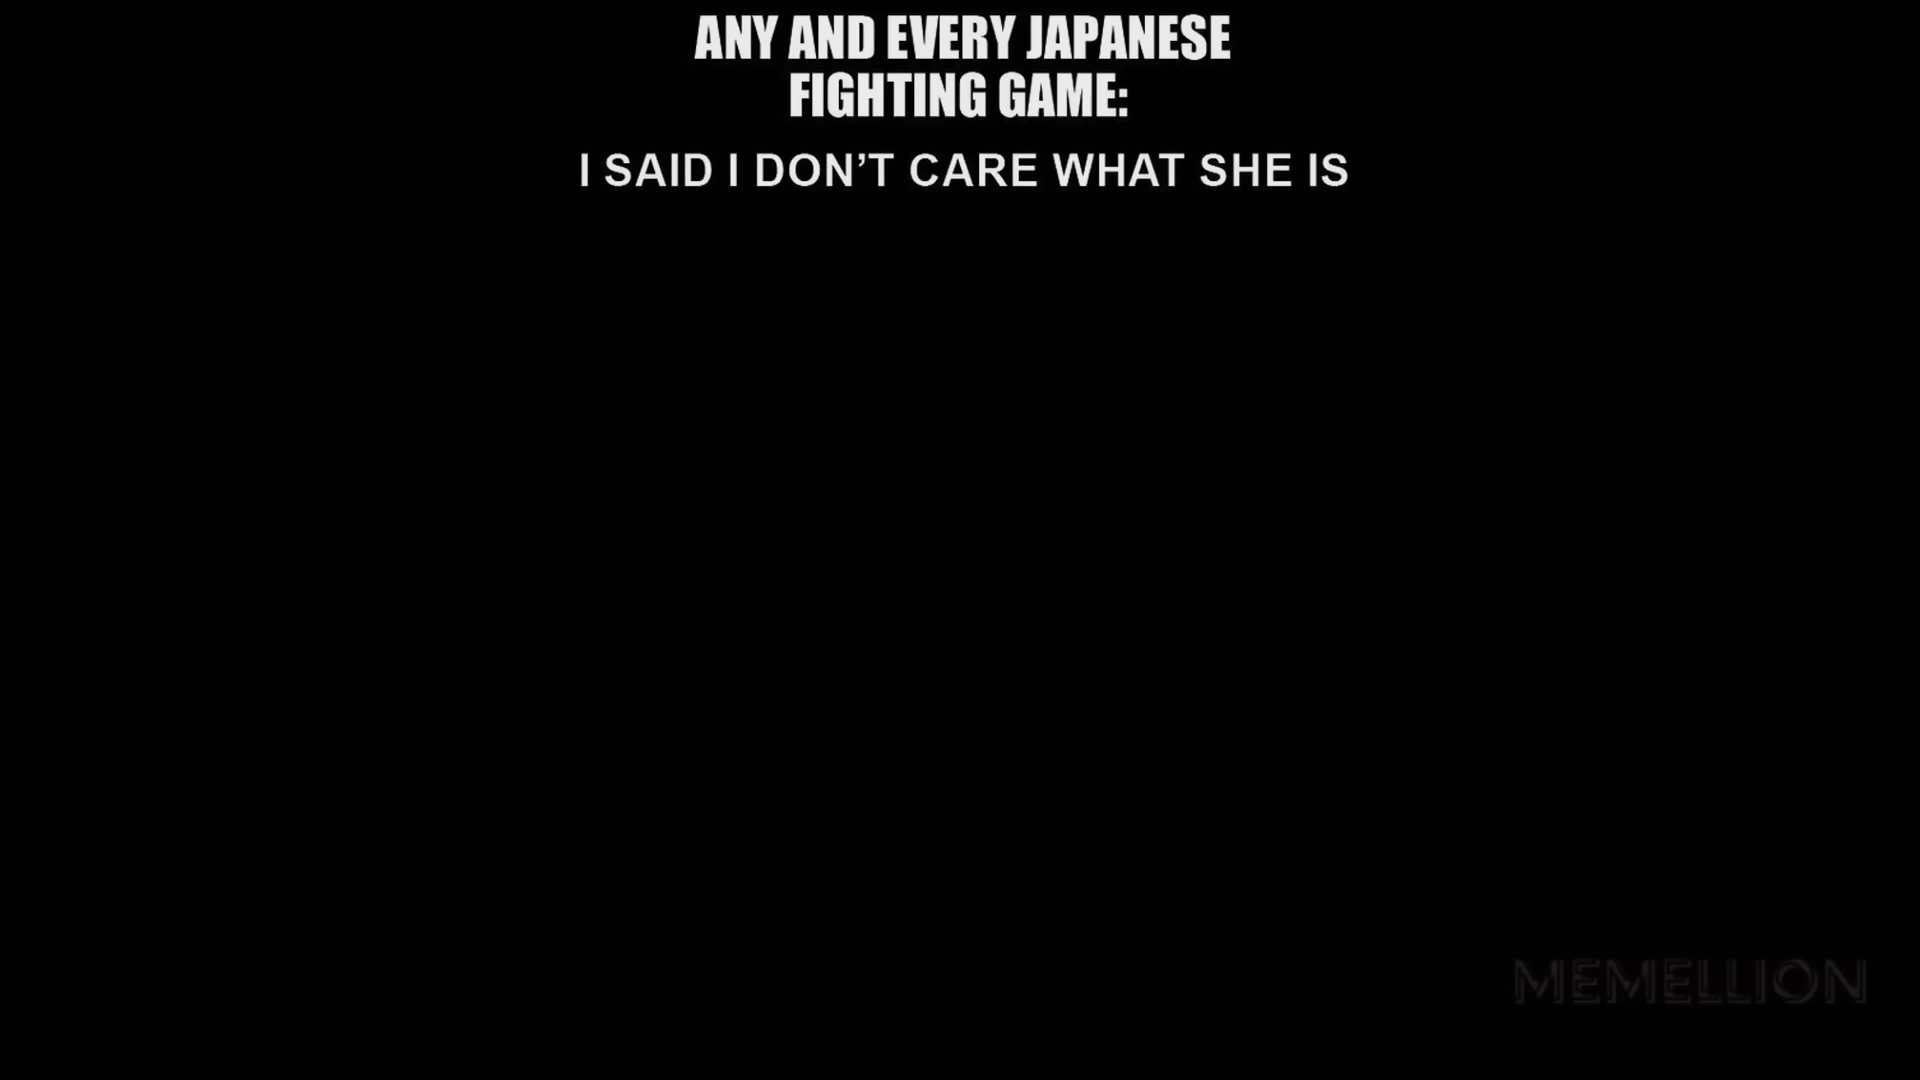 ANY AND EVERY JAPANESE
FIGHTING GAME:
I SAID I DON’T CARE WHAT SHE IS
MEMELLION